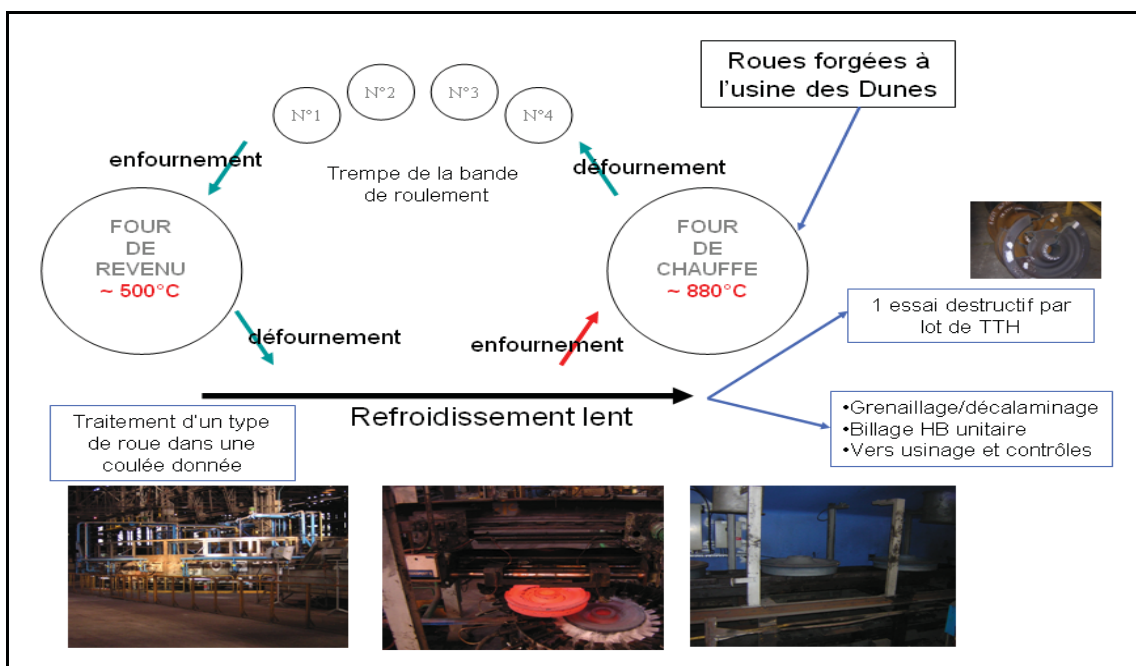 Roues forgées à
l'usine des Dunes
N°1
N°2
N°3
N°4
enfournement
Trempe de la bande
de roulement
défournement
FOUR
DE
REVENU
~ 500°C
FOUR
DE
CHAUFFE
~ 880°C
défournement
enfournement
1 essai destructif par
lot de TTH
Refroidissement lent
Traitement d'un type
de roue dans une
coulée donnée
•Grenaillage/décalaminage
•Billage HB unitaire
•Vers usinage et contrôles